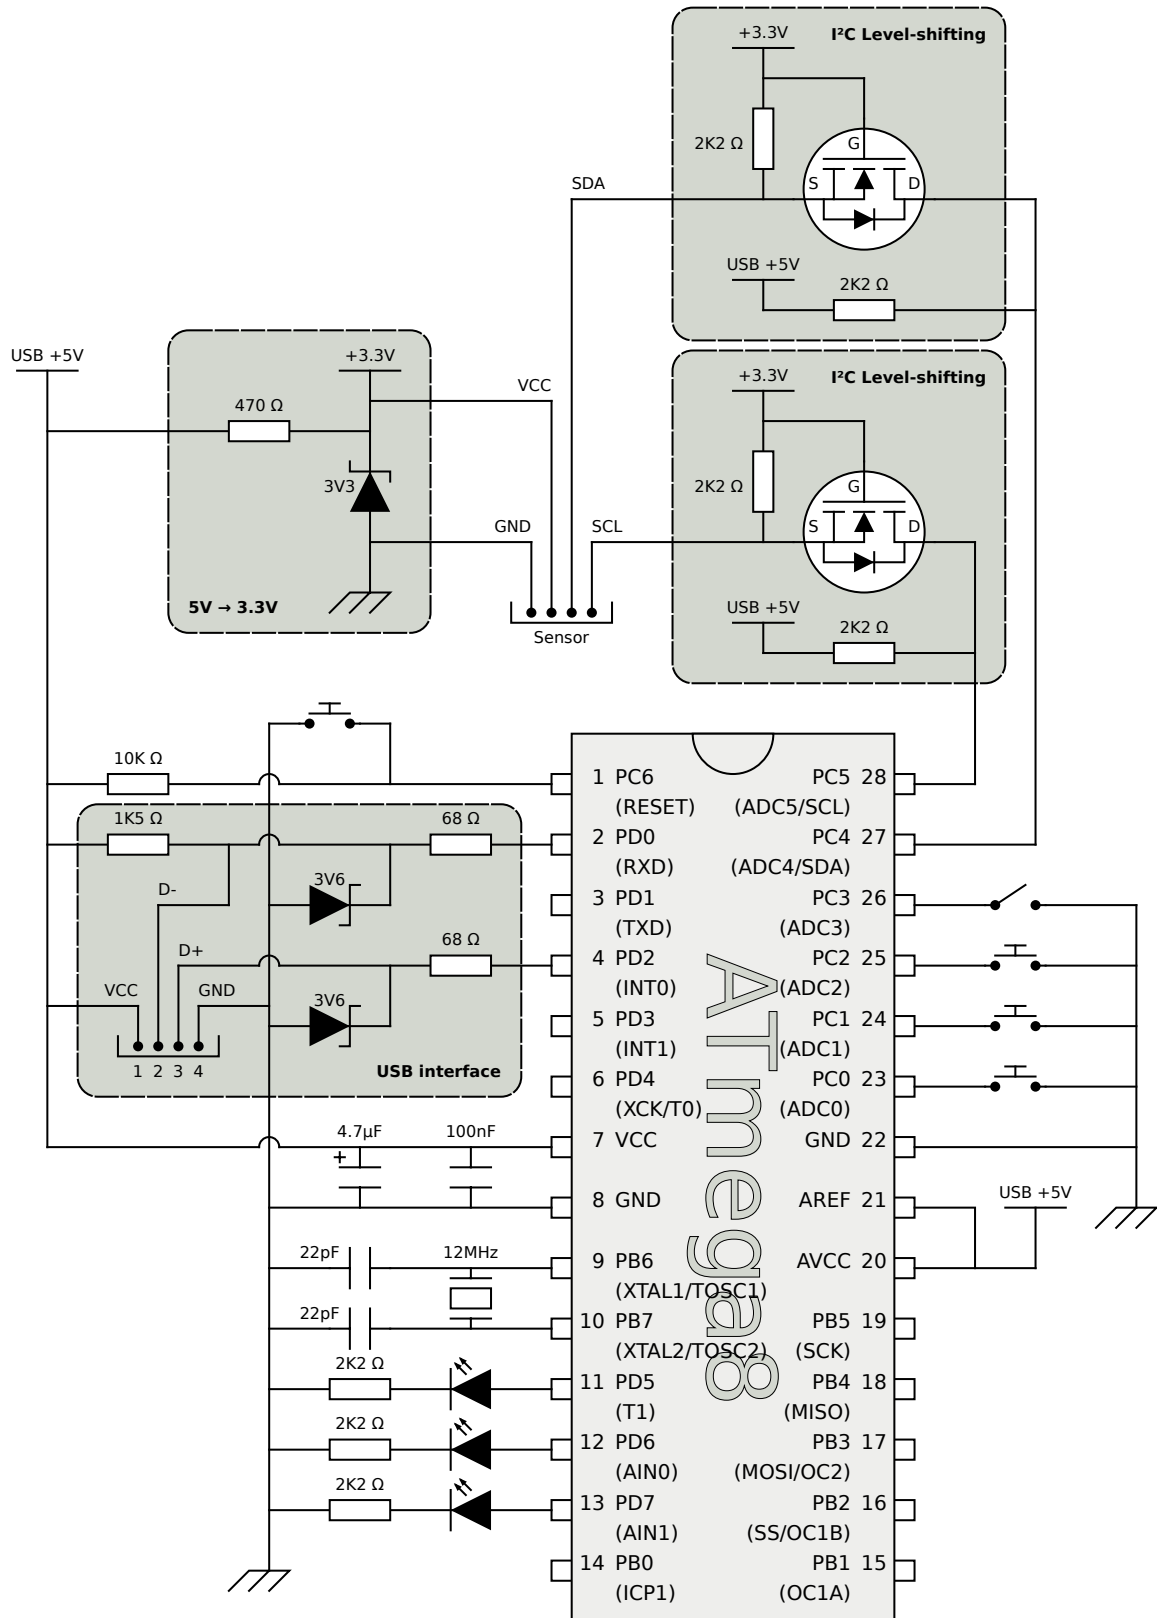 +3.3V
I²C Level-shifting
2K2 Ω
G
S
D
SDA
USB +5V
2K2 Ω
USB +5V
+3.3V
470 Ω
VCC
3V3
GND
5V → 3.3V
Sensor
+3.3V
I²C Level-shifting
2K2 Ω
G
S
D
SCL
USB +5V
2K2 Ω
10K Ω
1K5 Ω
68 Ω
3V6
D-
D+
68 Ω
3V6
VCC
GND
1 2 3 4
USB interface
4.7µF
+
100nF
22pF
12MHz
22pF
2K2 Ω
2K2 Ω
2K2 Ω
1 PC6
(RESET)
2 PD0
(RXD)
3 PD1
(TXD)
4 PD2
(INT0)
5 PD3
(INT1)
6 PD4
(XCK/T0)
7 VCC
8 GND
9 PB6
(XTAL1/TOSC1)
10 PB7
(XTAL2/TOSC2)
11 PD5
(T1)
12 PD6
(AIN0)
13 PD7
(AIN1)
14 PB0
(ICP1)
ATmega8
PC5 28
(ADC5/SCL)
PC4 27
(ADC4/SDA)
PC3 26
(ADC3)
PC2 25
(ADC2)
PC1 24
(ADC1)
PC0 23
(ADC0)
GND 22
AREF 21
AVCC 20
PB5 19
(SCK)
PB4 18
(MISO)
PB3 17
(MOSI/OC2)
PB2 16
(SS/OC1B)
PB1 15
(OC1A)
USB +5V